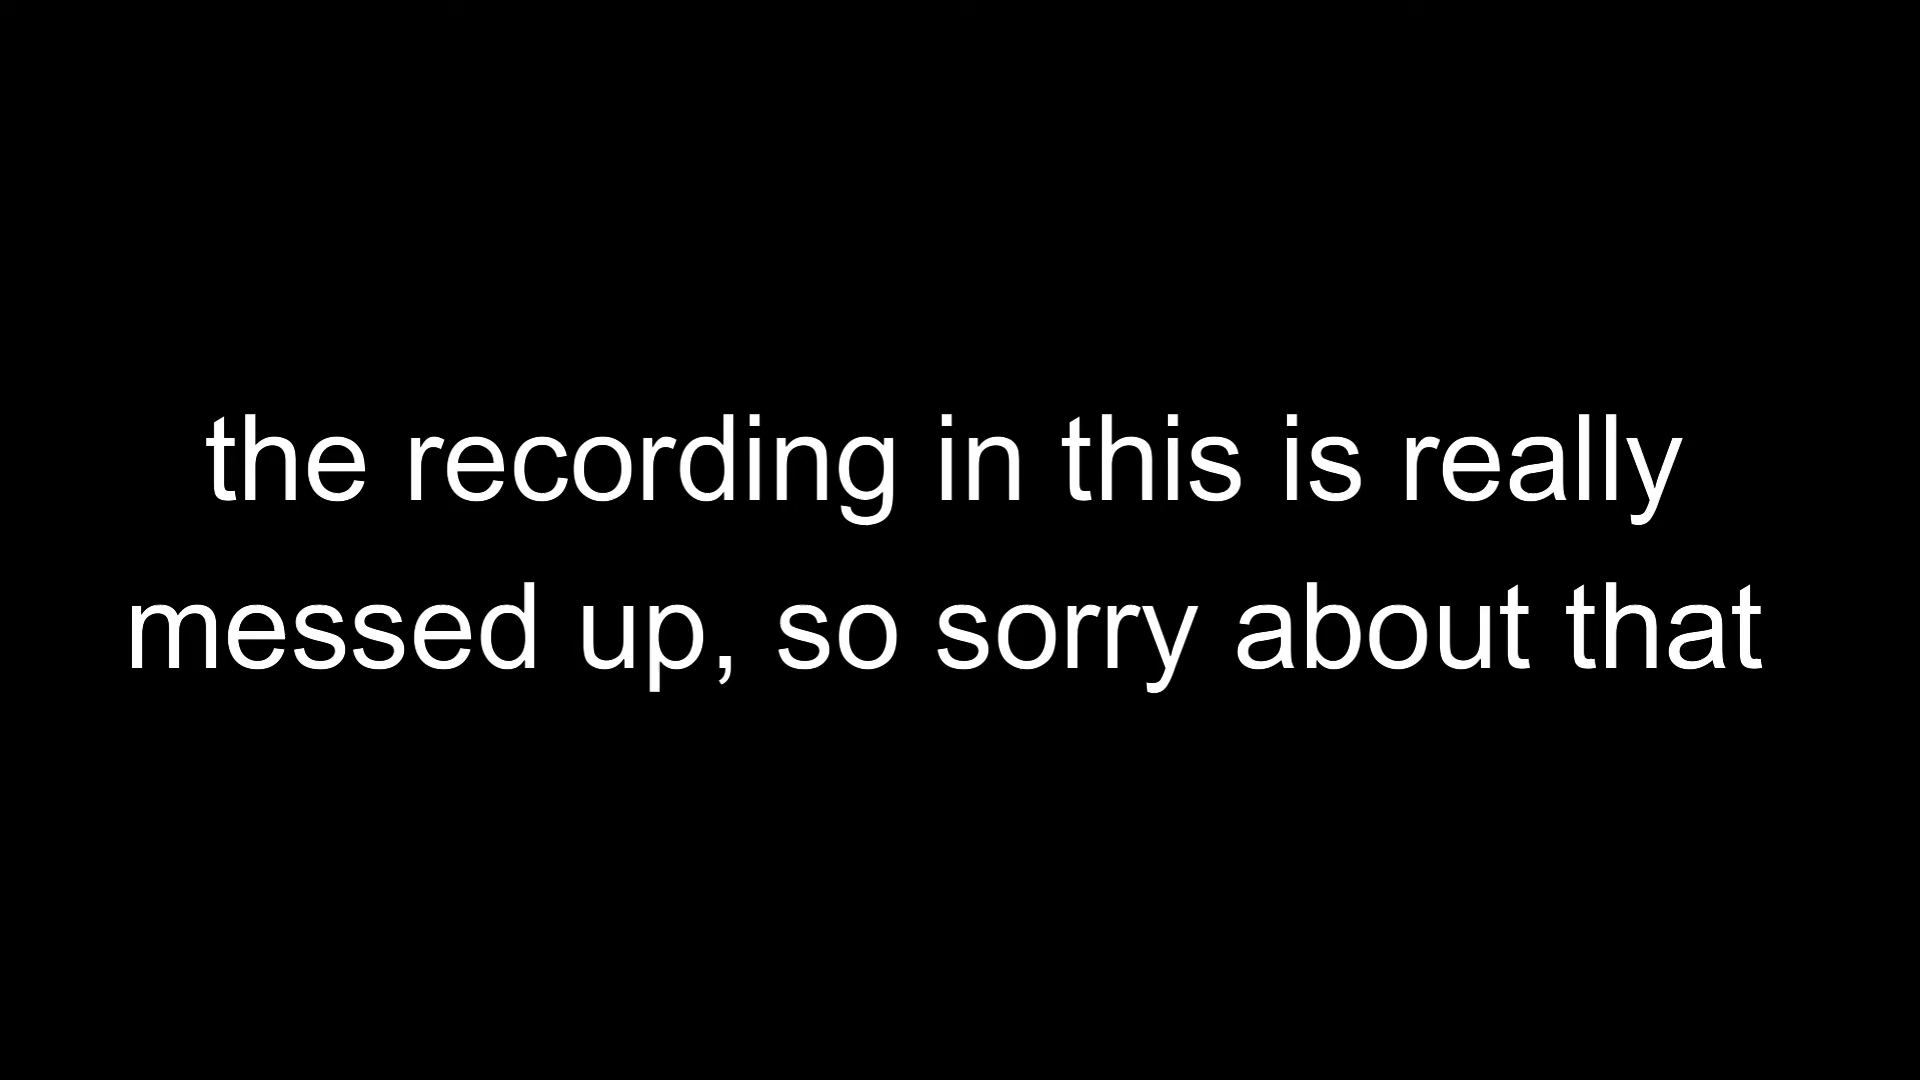 the recording in this is really
messed up, so sorry about that